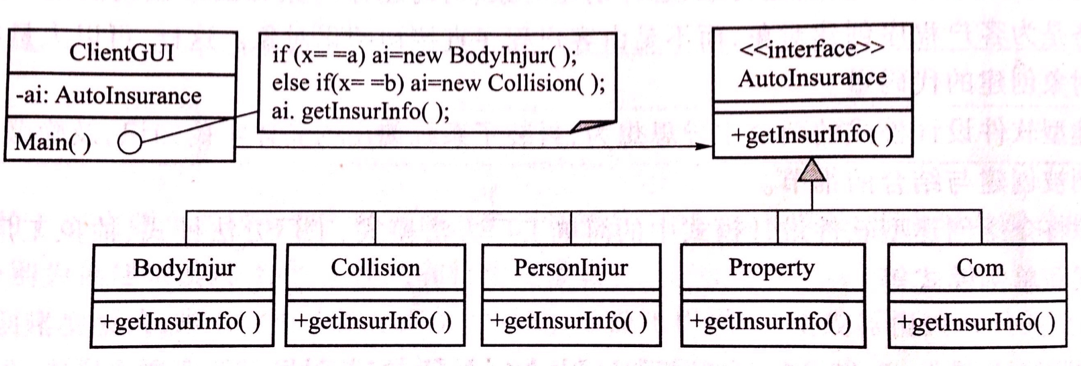 ClientGUI
-ai: AutoInsurance
Main( )
if (x= =a) ai=new BodyInjur( );
else if(x= =b) ai=new Collision( );
ai. getInsurInfo( );
<<interface>>
AutoInsurance
+getInsurInfo( )
BodyInjur
+getInsurInfo( )
Collision
+getInsurInfo( )
PersonInjur
+getInsurInfo( )
Property
+getInsurInfo( )
Com
+getInsurInfo( )